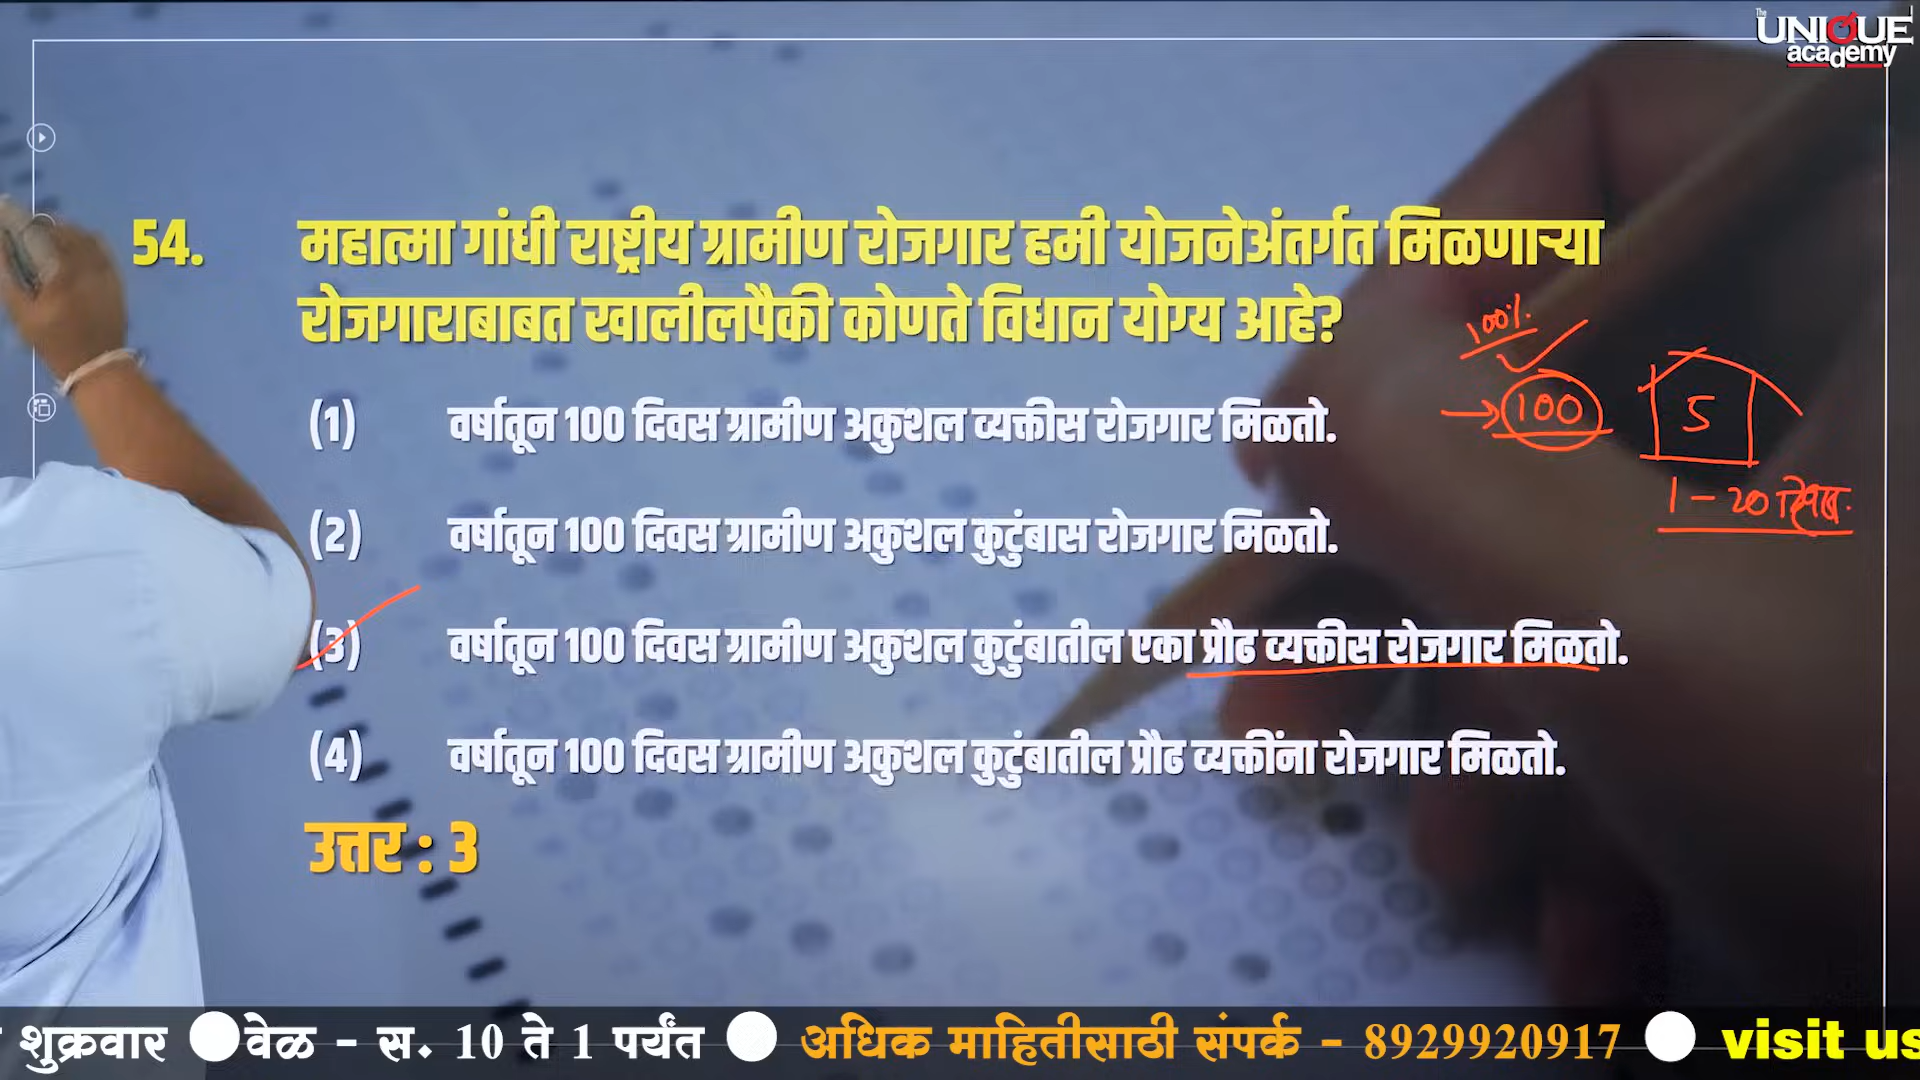 The
UNIQUE
academy
54. महात्मा गांधी राष्ट्रीय ग्रामीण रोजगार हमी योजनेअंतर्गत मिळणाऱ्या
रोजगाराबाबत खालीलपैकी कोणते विधान योग्य आहे?
100%
(1) वर्षातून 100 दिवस ग्रामीण अकुशल व्यक्तीस रोजगार मिळतो.
100
5
1 - 20 दिवस
(2) वर्षातून 100 दिवस ग्रामीण अकुशल कुटुंबास रोजगार मिळतो.
(3) वर्षातून 100 दिवस ग्रामीण अकुशल कुटुंबातील एका प्रौढ व्यक्तीस रोजगार मिळतो.
(4) वर्षातून 100 दिवस ग्रामीण अकुशल कुटुंबातील प्रौढ व्यक्तींना रोजगार मिळतो.
उत्तर : 3
शुक्रवार ●वेळ - स. 10 ते 1 पर्यंत ● अधिक माहितीसाठी संपर्क - 8929920917 ● visit us